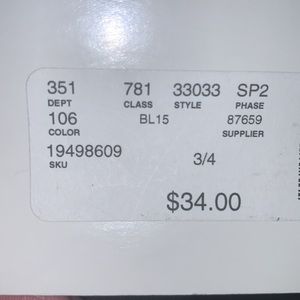 351 781 33033 SP2
DEPT CLASS STYLE PHASE
106 BL15 87659
COLOR SUPPLIER
19498609 3/4
SKU
$34.00